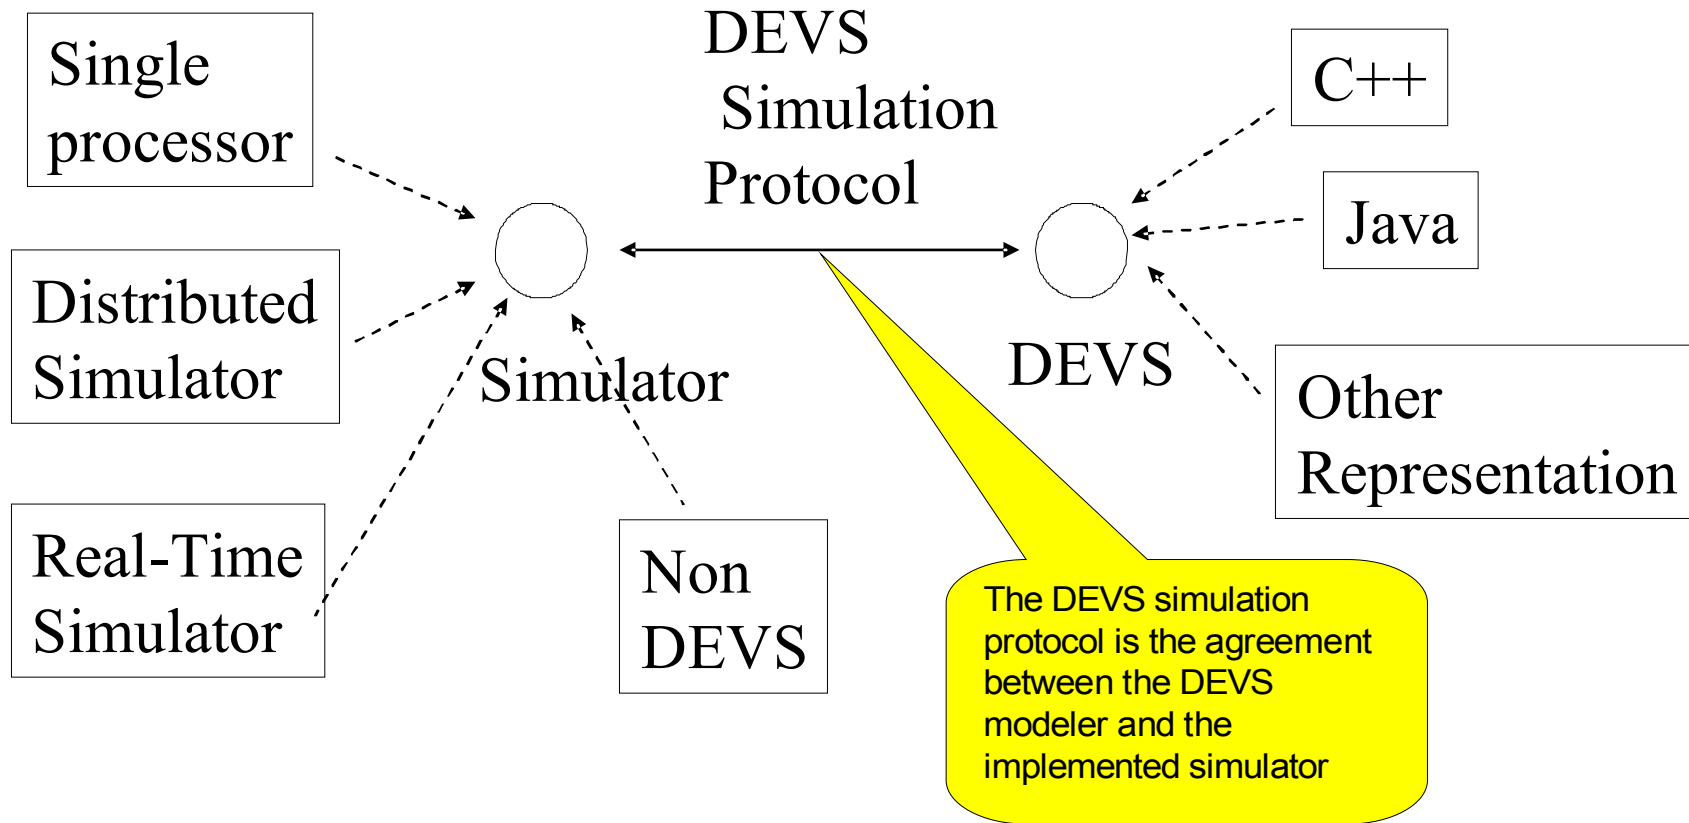 Single
processor
Distributed
Simulator
Real-Time
Simulator
Simulator
Non
DEVS
DEVS
Simulation
Protocol
DEVS
C++
Java
Other
Representation
The DEVS simulation
protocol is the agreement
between the DEVS
modeler and the
implemented simulator